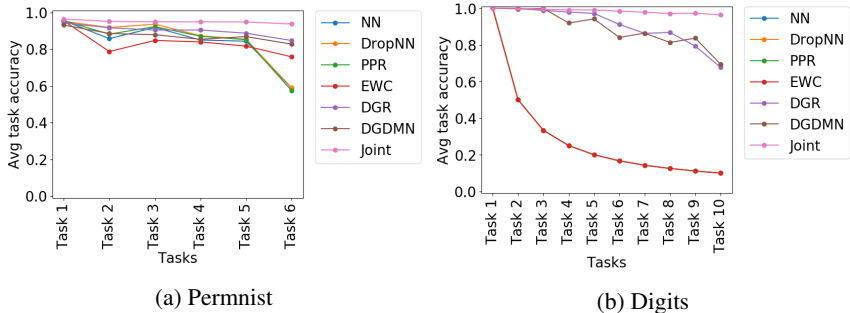 Avg task accuracy
1.0
0.8
0.6
0.4
0.2
0.0
Task 1
Task 2
Task 3
Task 4
Task 5
Task 6
Tasks
NN
DropNN
PPR
EWC
DGR
DGDMN
Joint
(a) Permnist
Avg task accuracy
1.0
0.8
0.6
0.4
0.2
0.0
Task 1
Task 2
Task 3
Task 4
Task 5
Task 6
Task 7
Task 8
Task 9
Task 10
Tasks
NN
DropNN
PPR
EWC
DGR
DGDMN
Joint
(b) Digits